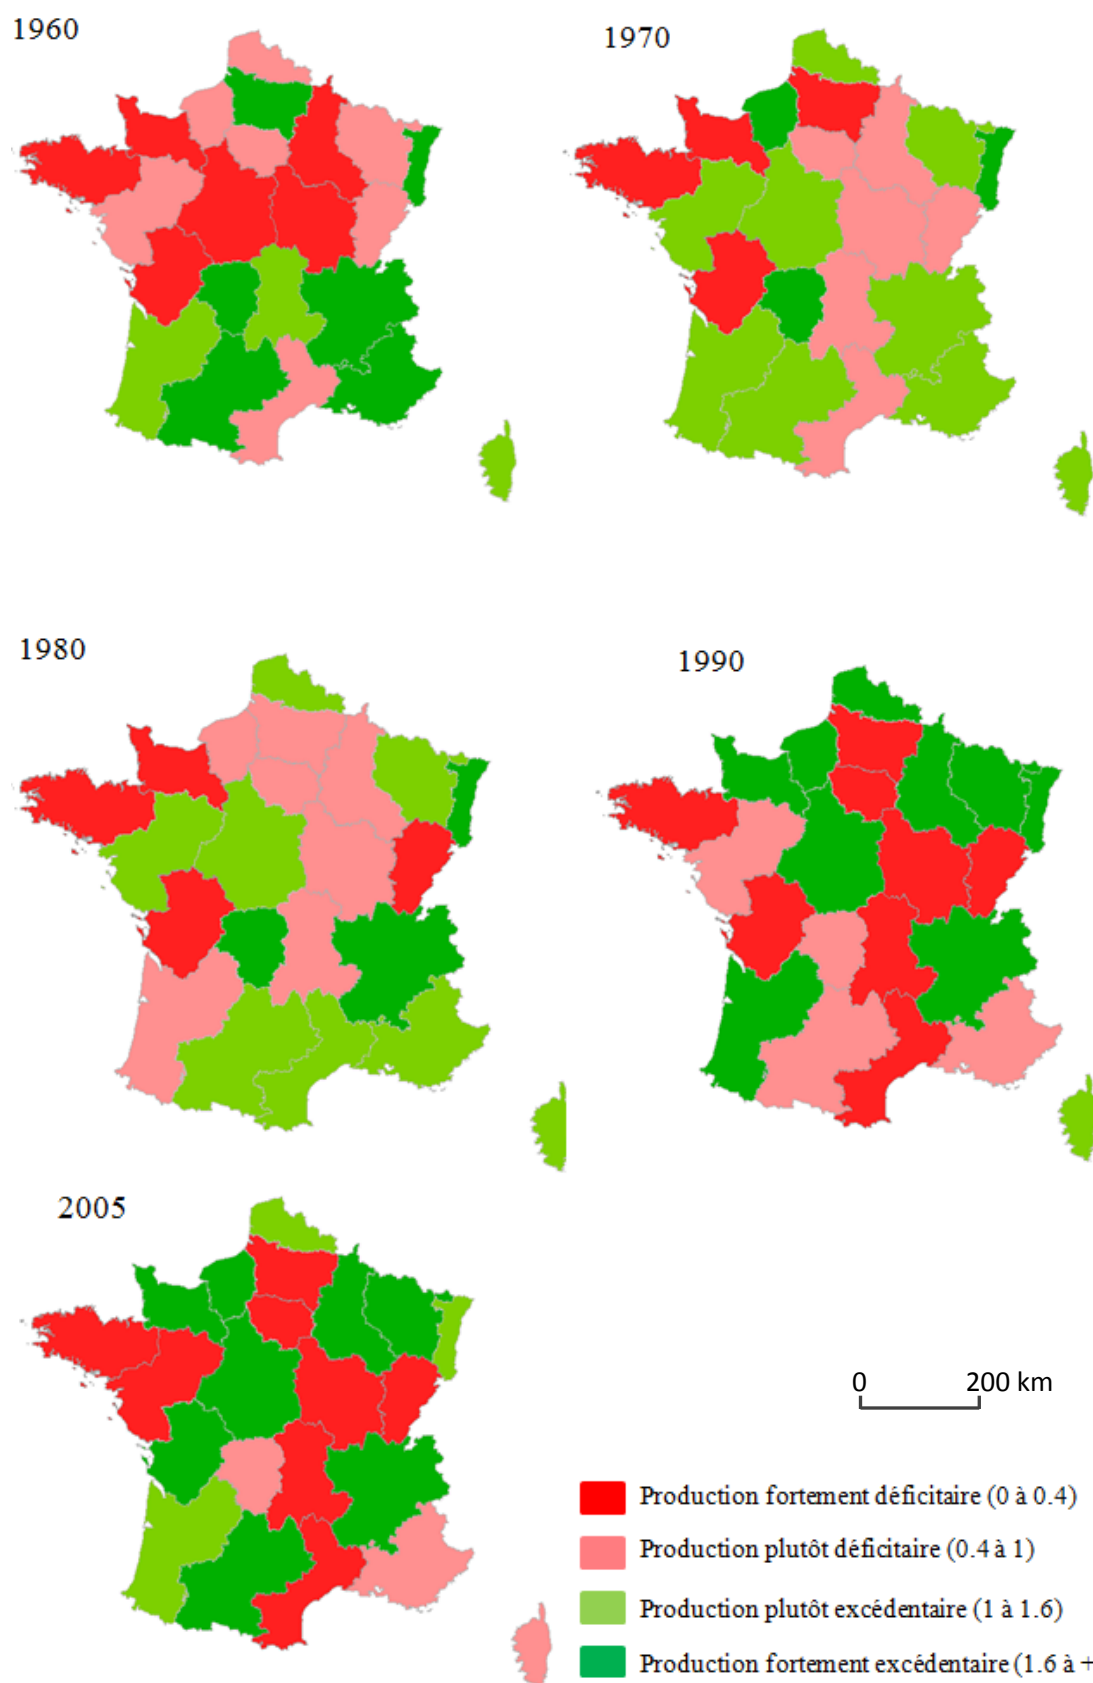 1960
1970
1980
1990
2005
0 200 km
Production fortement déficitaire (0 à 0.4)
Production plutôt déficitaire (0.4 à 1)
Production plutôt excédentaire (1 à 1.6)
Production fortement excédentaire (1.6 à +